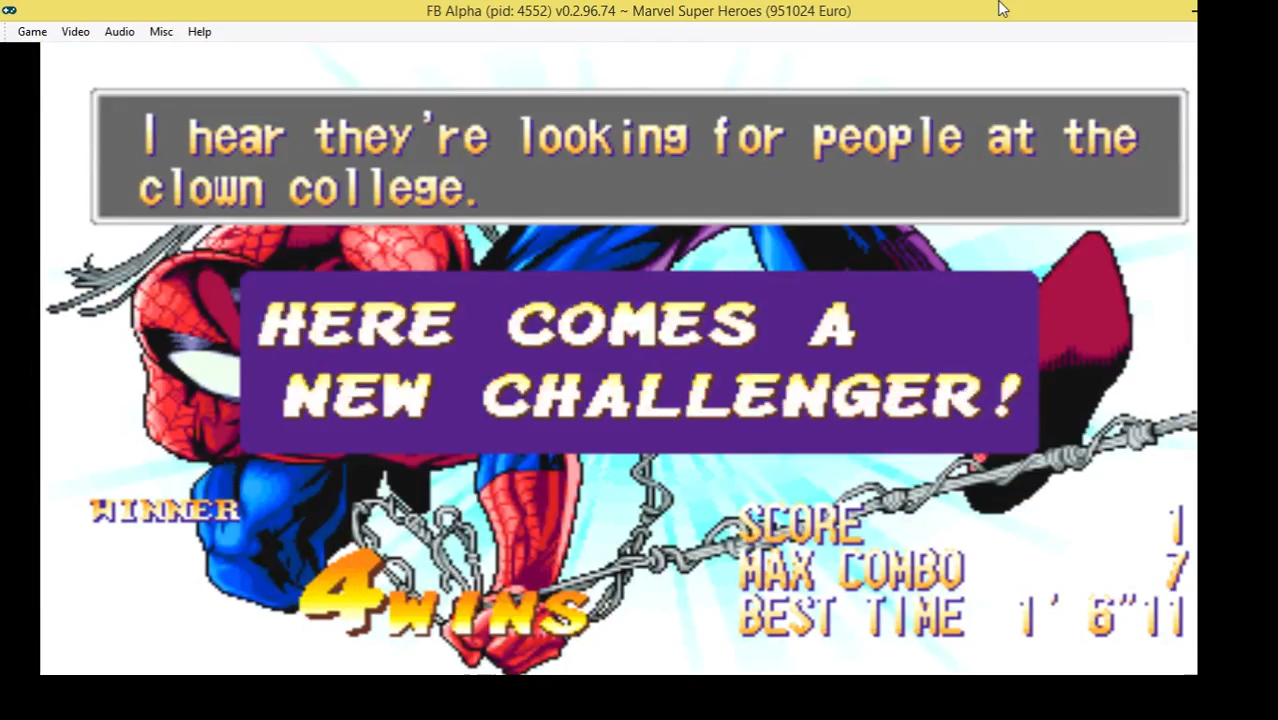 FB Alpha (pid: 4552) v0.2.96.74 ~ Marvel Super Heroes (951024 Euro)
Game Video Audio Misc Help
I hear they're looking for people at the
clown college.
HERE COMES A
NEW CHALLENGER!
WINNER
4 WINS
SCORE 1
MAX COMBO 7
BEST TIME 1' 6"11